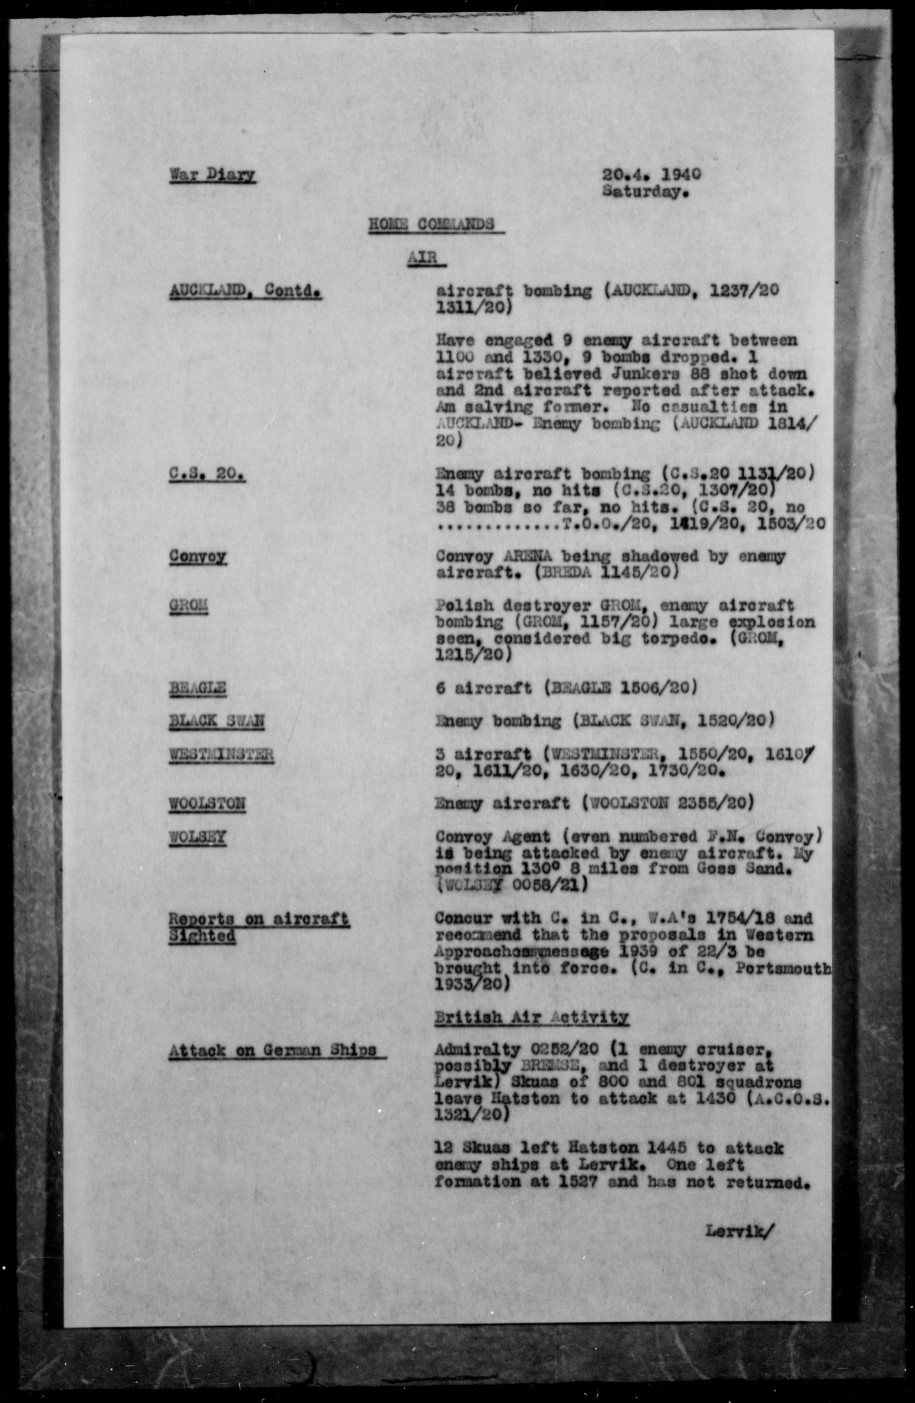 War Diary
20.4. 1940
Saturday.
HOME COMMANDS
AIR
AUCKLAND, Contd.
aircraft bombing (AUCKLAND, 1237/20
1311/20)
Have engaged 9 enemy aircraft between
1100 and 1330, 9 bombs dropped. 1
aircraft believed Junkers 88 shot down
and 2nd aircraft reported after attack.
Am salving former. No casualties in
AUCKLAND- Enemy bombing (AUCKLAND 1814/
20)
C.S. 20.
Enemy aircraft bombing (C.S.20 1131/20)
14 bombs, no hits (C.S.20, 1307/20)
38 bombs so far, no hits. (C.S. 20, no
.............T.O.O./20, 1419/20, 1503/20
Convoy
Convoy ARENA being shadowed by enemy
aircraft. (BREDA 1145/20)
GROM
Polish destroyer GROM, enemy aircraft
bombing (GROM, 1157/20) large explosion
seen, considered big torpedo. (GROM,
1215/20)
BEAGLE
6 aircraft (BEAGLE 1506/20)
BLACK SWAN
Enemy bombing (BLACK SWAN, 1520/20)
WESTMINSTER
3 aircraft (WESTMINSTER, 1550/20, 1610/
20, 1611/20, 1630/20, 1730/20.
WOOLSTON
Enemy aircraft (WOOLSTON 2355/20)
WOLSEY
Convoy Agent (even numbered F.N. Convoy)
is being attacked by enemy aircraft. My
position 130° 8 miles from Goss Sand.
(WOLSEY 0058/21)
Reports on aircraft
Sighted
Concur with C. in C., W.A's 1754/18 and
recommend that the proposals in Western
Approaches message 1939 of 22/3 be
brought into force. (C. in C., Portsmouth
1933/20)
British Air Activity
Attack on German Ships
Admiralty 0252/20 (1 enemy cruiser,
possibly BREMSE, and 1 destroyer at
Lervik) Skuas of 800 and 801 squadrons
leave Hatston to attack at 1430 (A.C.O.S.
1321/20)
12 Skuas left Hatston 1445 to attack
enemy ships at Lervik. One left
formation at 1527 and has not returned.
Lervik/